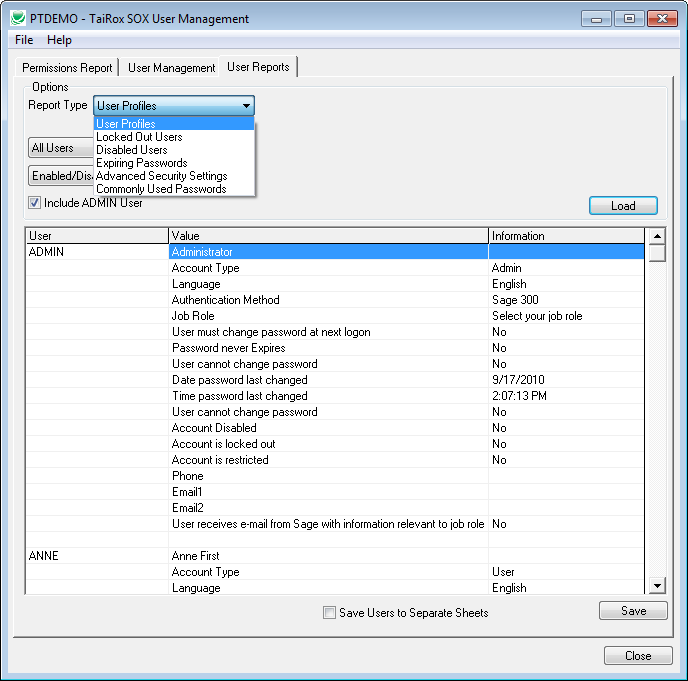 PTDEMO - TaiRox SOX User Management
File Help
Permissions Report User Management User Reports
Options
Report Type User Profiles
User Profiles
Locked Out Users
Disabled Users
Expiring Passwords
Advanced Security Settings
Commonly Used Passwords
All Users
Enabled/Disa
Include ADMIN User
Load
User Value Information
ADMIN Administrator
Account Type Admin
Language English
Authentication Method Sage 300
Job Role Select your job role
User must change password at next logon No
Password never Expires No
User cannot change password No
Date password last changed 9/17/2010
Time password last changed 2:07:13 PM
User cannot change password No
Account Disabled No
Account is locked out No
Account is restricted No
Phone
Email1
Email2
User receives e-mail from Sage with information relevant to job role No
ANNE Anne First
Account Type User
Language English
Save Users to Separate Sheets
Save
Close